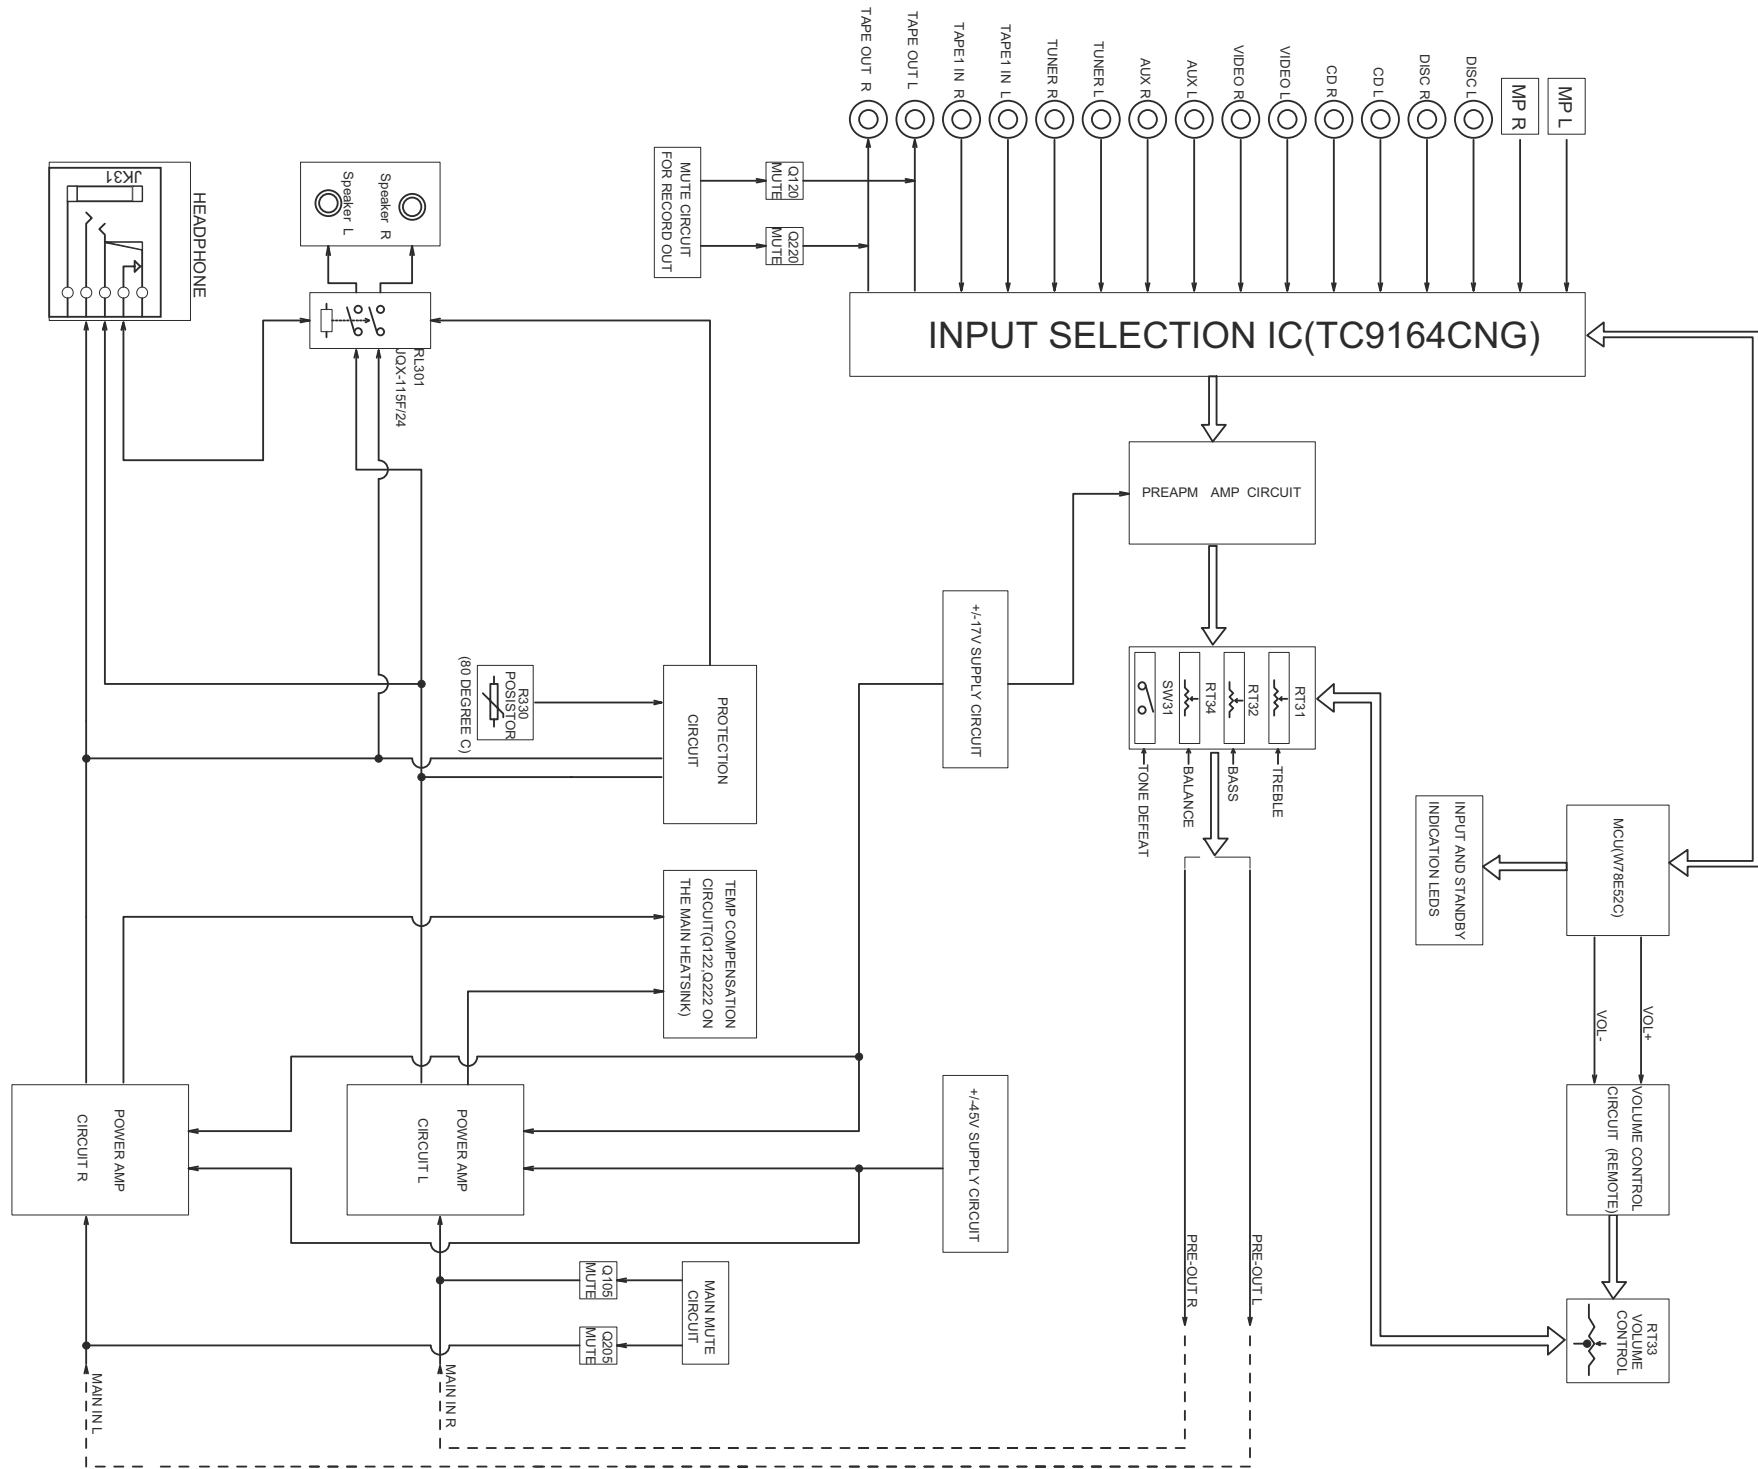 TAPE OUT R
TAPE OUT L
TAPE1 IN R
TAPE1 IN L
TUNER R
TUNER L
AUX R
AUX L
VIDEO R
VIDEO L
CD R
CD L
DISC R
DISC L
MP R
MP L
MUTE CIRCUIT
FOR RECORD OUT
Q120
MUTE
Q220
MUTE
INPUT SELECTION IC(TC9164CNG)
JK31
HEADPHONE
Speaker R
Speaker L
RL301
JQX-115F/24
PREAPM AMP CIRCUIT
+/-17V SUPPLY CIRCUIT
R330
POSISTOR
(80 DEGREE C)
PROTECTION
CIRCUIT
RT31
RT32
RT34
SW31
TREBLE
BASS
BALANCE
TONE DEFEAT
INPUT AND STANDBY
INDICATION LEDS
MCU(W78E52C)
VOL+
VOL-
VOLUME CONTROL
CIRCUIT (REMOTE)
RT33
VOLUME
CONTROL
TEMP COMPENSATION
CIRCUIT(Q122,Q222 ON
THE MAIN HEATSINK)
POWER AMP
CIRCUIT R
POWER AMP
CIRCUIT L
+/-45V SUPPLY CIRCUIT
Q105
MUTE
Q205
MUTE
MAIN MUTE
CIRCUIT
PRE-OUT R
PRE-OUT L
MAIN IN L
MAIN IN R